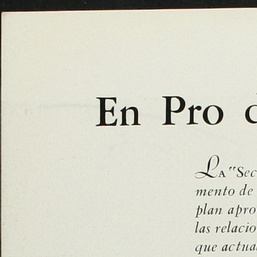 En Pro d
La "Sec
mento de
plan apro
las relacio
que actua